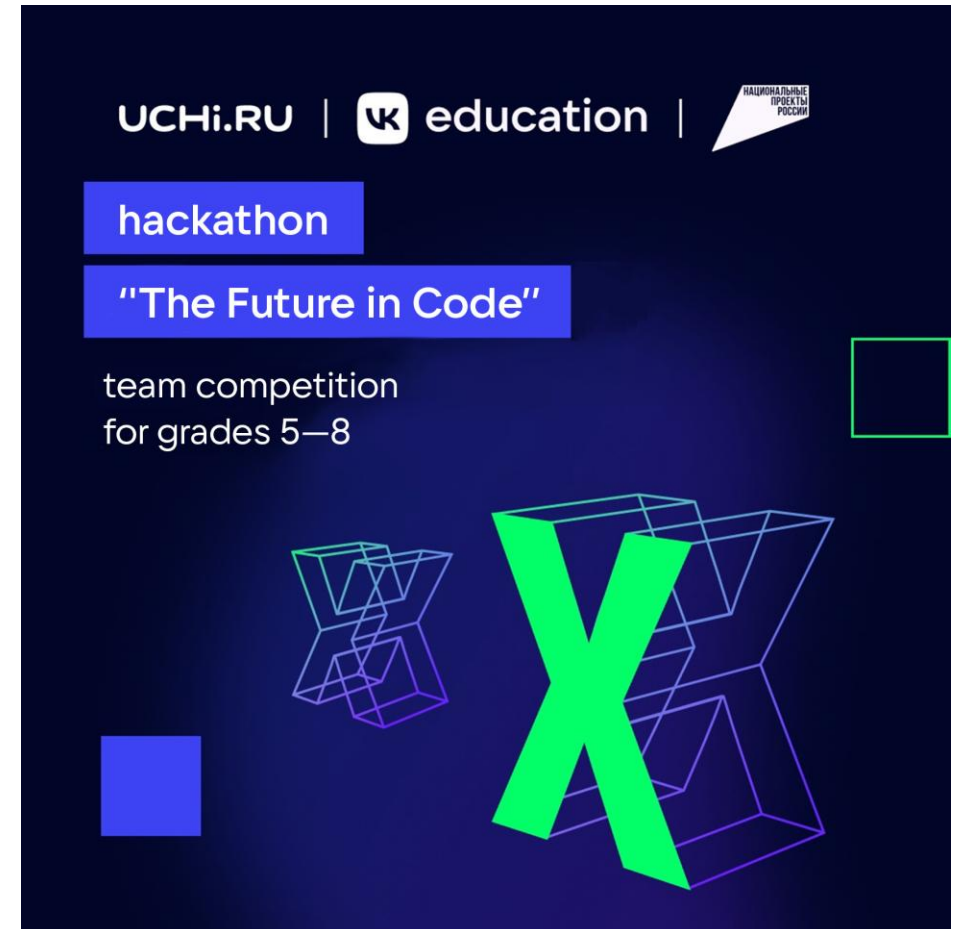 UCHi.RU | VK education |
НАЦИОНАЛЬНЫЕ
ПРОЕКТЫ
РОССИИ
hackathon
"The Future in Code"
team competition
for grades 5—8